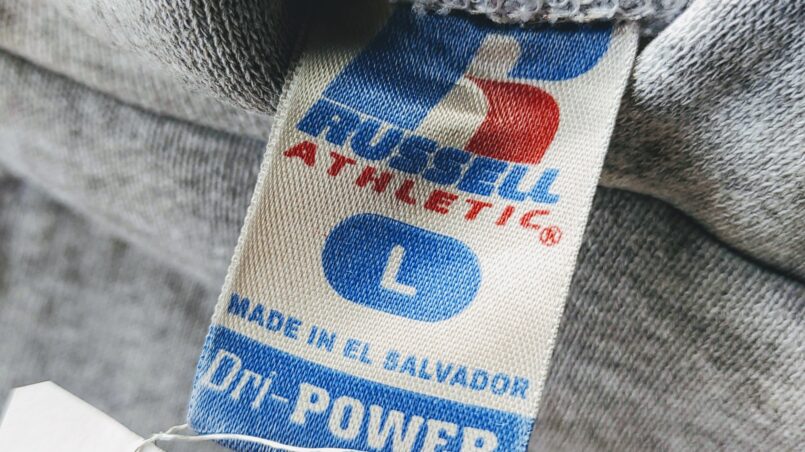 RUSSELL
ATHLETIC®
L
MADE IN EL SALVADOR
Dri-POWER